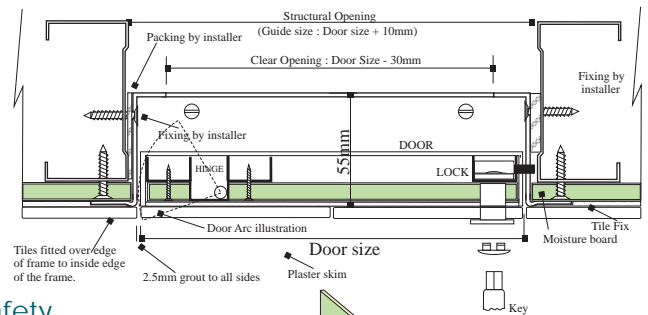 Structural Opening
(Guide size : Door size + 10mm)
Packing by installer
Clear Opening : Door Size - 30mm
Fixing by
installer
Fixing by installer
DOOR
HINGE
55mm
LOCK
Door Arc illustration
Tile Fix
Moisture board
Tiles fitted over edge
of frame to inside edge
of the frame.
2.5mm grout to all sides
Door size
Plaster skim
Key
afety